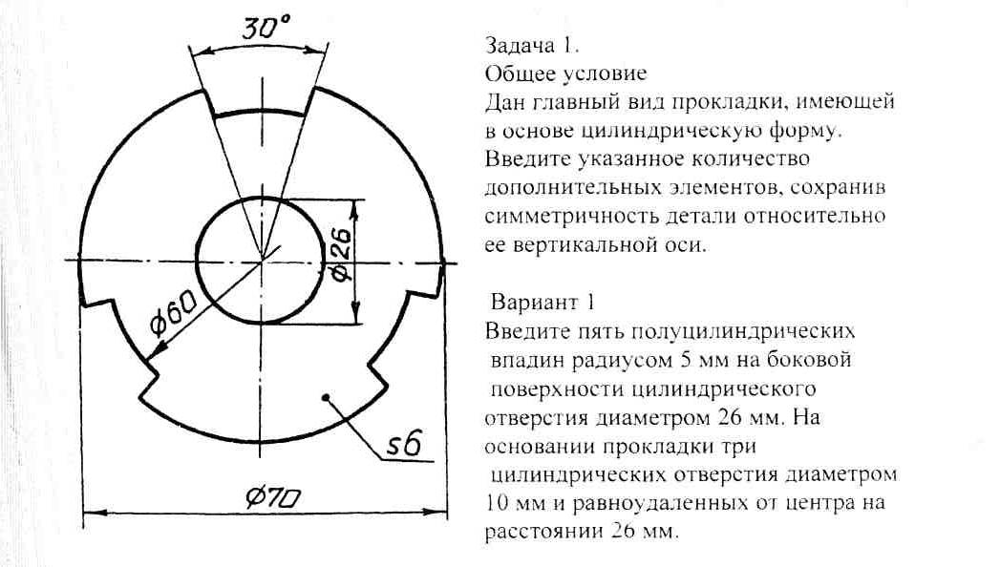 30°
⌀26
⌀60
s6
⌀70
Задача 1.
Общее условие
Дан главный вид прокладки, имеющей
в основе цилиндрическую форму.
Введите указанное количество
дополнительных элементов, сохранив
симметричность детали относительно
ее вертикальной оси.
Вариант 1
Введите пять полуцилиндрических
впадин радиусом 5 мм на боковой
поверхности цилиндрического
отверстия диаметром 26 мм. На
основании прокладки три
цилиндрических отверстия диаметром
10 мм и равноудаленных от центра на
расстоянии 26 мм.